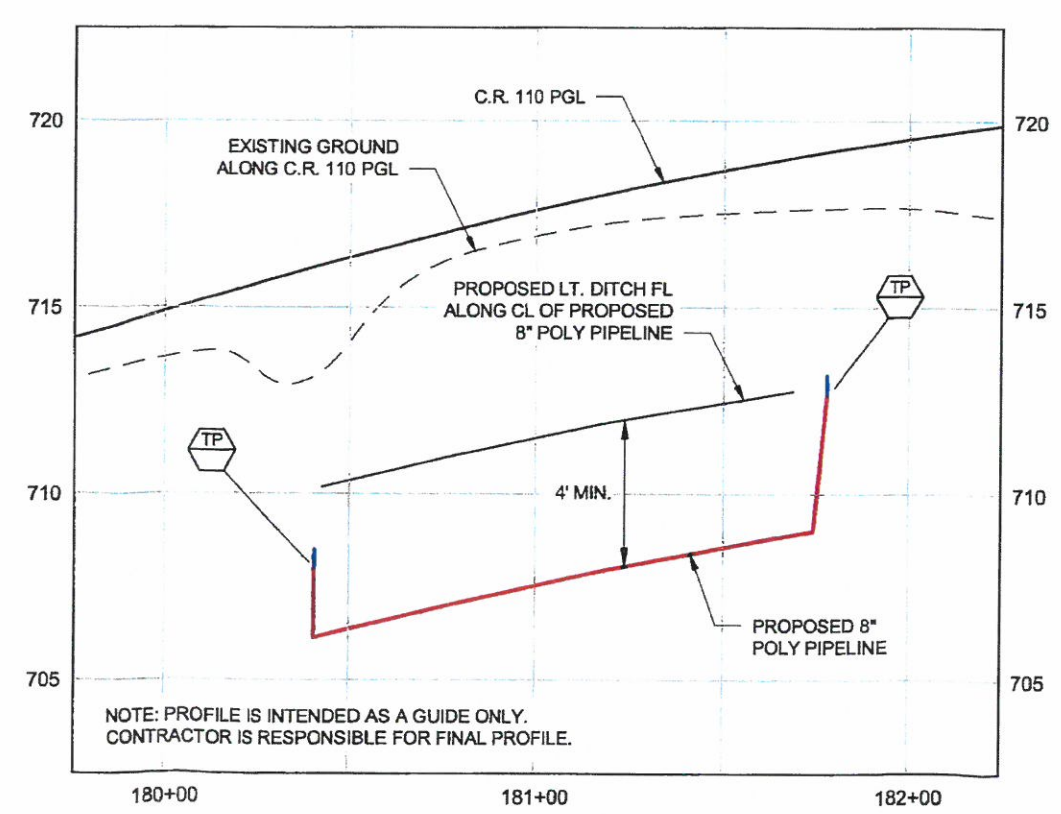 C.R. 110 PGL
720
720
EXISTING GROUND
ALONG C.R. 110 PGL
PROPOSED LT. DITCH FL
ALONG CL OF PROPOSED
8" POLY PIPELINE
TP
715
715
TP
710
4' MIN.
710
PROPOSED 8"
POLY PIPELINE
705
705
NOTE: PROFILE IS INTENDED AS A GUIDE ONLY.
CONTRACTOR IS RESPONSIBLE FOR FINAL PROFILE.
180+00
181+00
182+00